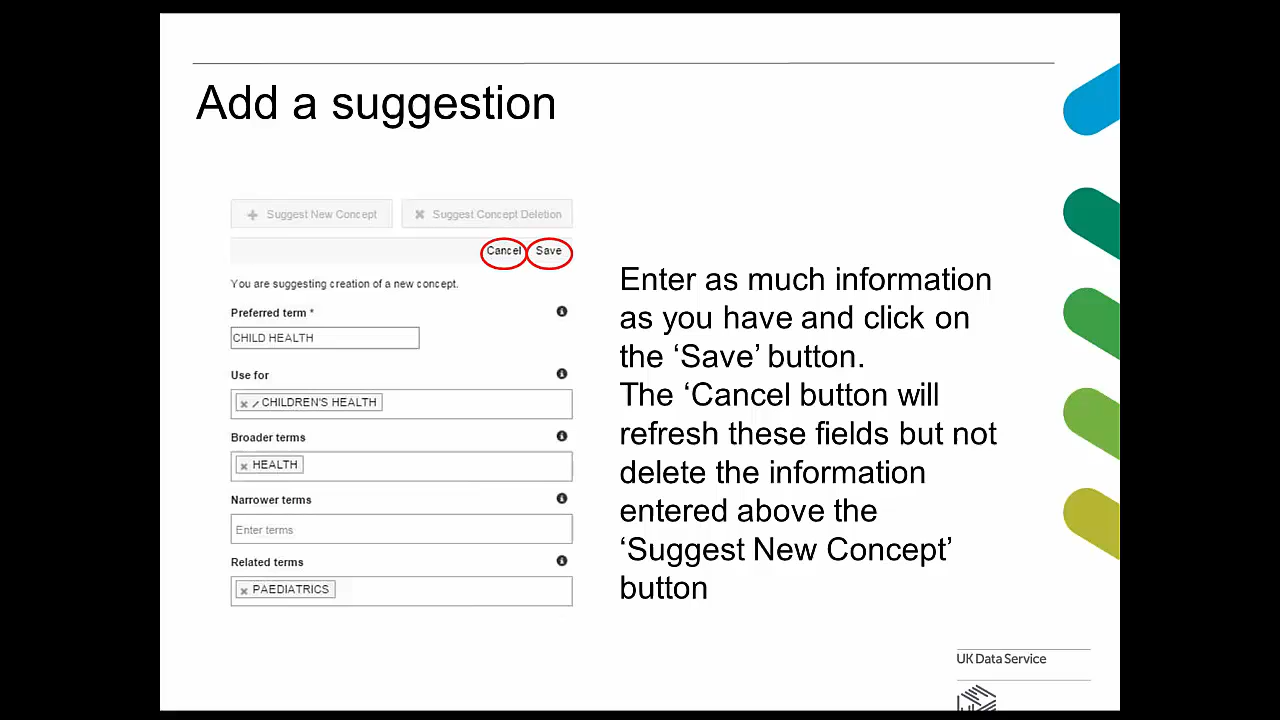 Add a suggestion
Suggest New Concept
Suggest Concept Deletion
Cancel
Save
You are suggesting creation of a new concept.
Preferred term *
CHILD HEALTH
Use for
CHILDREN'S HEALTH
Broader terms
HEALTH
Narrower terms
Enter terms
Related terms
PAEDIATRICS
Enter as much information
as you have and click on
the ‘Save’ button.
The ‘Cancel button will
refresh these fields but not
delete the information
entered above the
‘Suggest New Concept’
button
UK Data Service